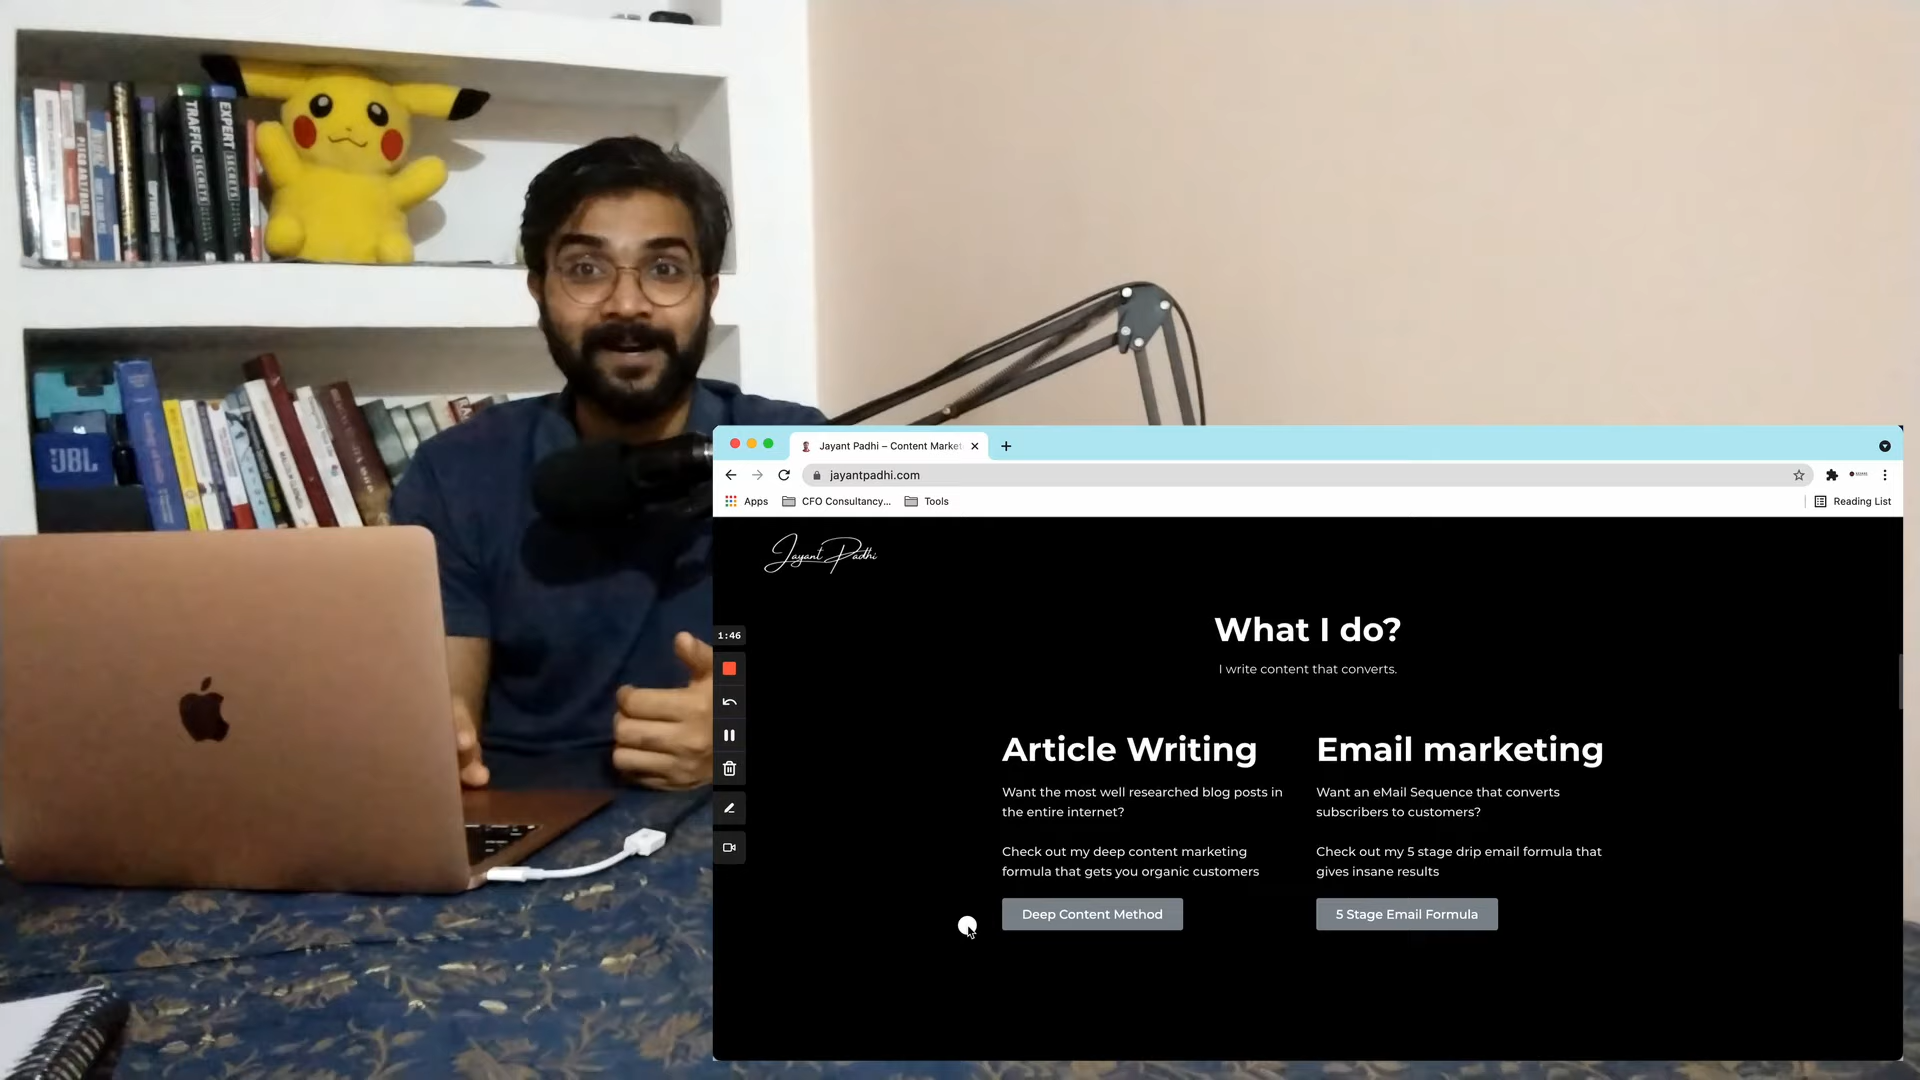 TRAFFIC
SECRETS
EXPERT
SECRETS
JBL
Jayant Padhi – Content Market
jayantpadhi.com
Apps
CFO Consultancy...
Tools
Reading List
Jayant Padhi
What I do?
I write content that converts.
1:46
Article Writing
Want the most well researched blog posts in
the entire internet?
Check out my deep content marketing
formula that gets you organic customers
Deep Content Method
Email marketing
Want an eMail Sequence that converts
subscribers to customers?
Check out my 5 stage drip email formula that
gives insane results
5 Stage Email Formula